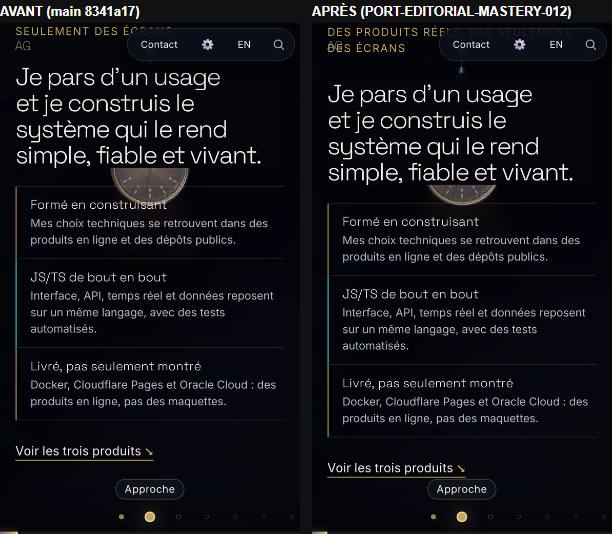 AVANT (main 8341a17)
SEULEMENT DES ÉCRANS
AG
Contact
EN
Je pars d'un usage
et je construis le
système qui le rend
simple, fiable et vivant.
Formé en construisant
Mes choix techniques se retrouvent dans des
produits en ligne et des dépôts publics.
JS/TS de bout en bout
Interface, API, temps réel et données reposent
sur un même langage, avec des tests
automatisés.
Livré, pas seulement montré
Docker, Cloudflare Pages et Oracle Cloud : des
produits en ligne, pas des maquettes.
Voir les trois produits ↘
Approche
APRÈS (PORT-EDITORIAL-MASTERY-012)
DES PRODUITS RÉELS, PAS SEULEMENT
DES ÉCRANS
Contact
EN
Je pars d'un usage
et je construis le
système qui le rend
simple, fiable et vivant.
Formé en construisant
Mes choix techniques se retrouvent dans des
produits en ligne et des dépôts publics.
JS/TS de bout en bout
Interface, API, temps réel et données reposent
sur un même langage, avec des tests
automatisés.
Livré, pas seulement montré
Docker, Cloudflare Pages et Oracle Cloud : des
produits en ligne, pas des maquettes.
Voir les trois produits ↘
Approche